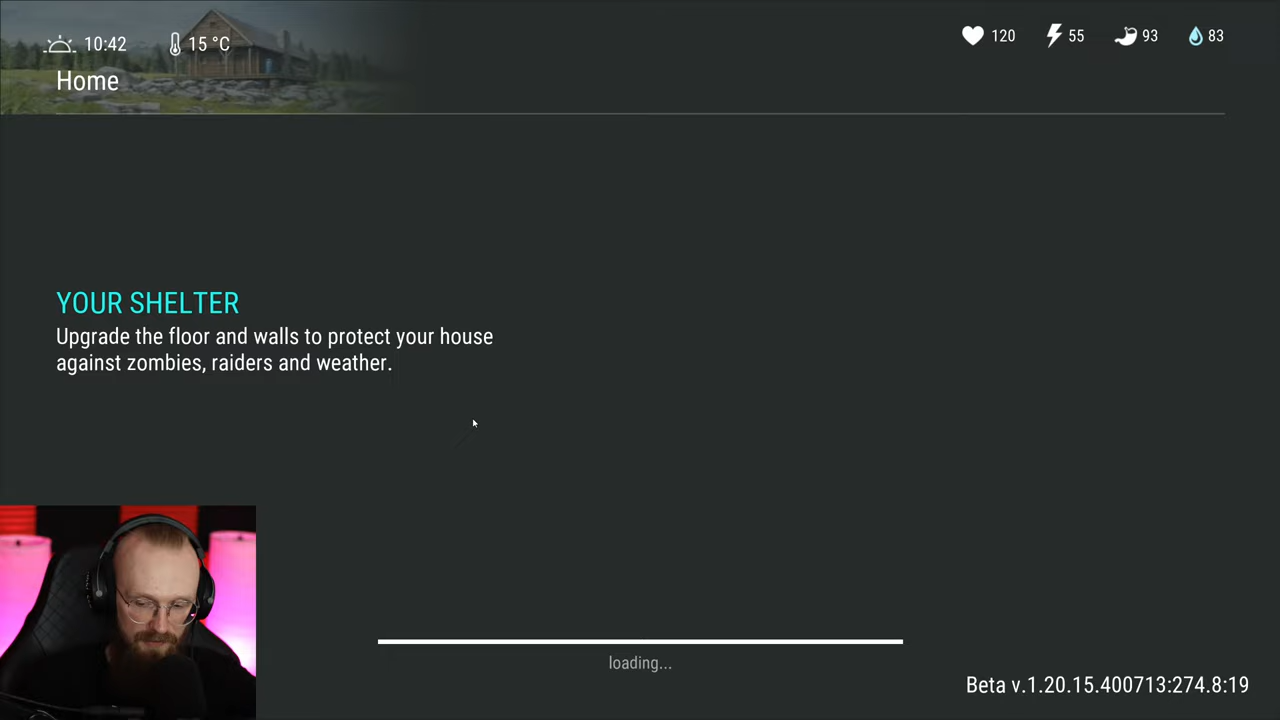 10:42 15 °C 120 55 93 83
Home
YOUR SHELTER
Upgrade the floor and walls to protect your house
against zombies, raiders and weather.
loading...
Beta v.1.20.15.400713:274.8:19